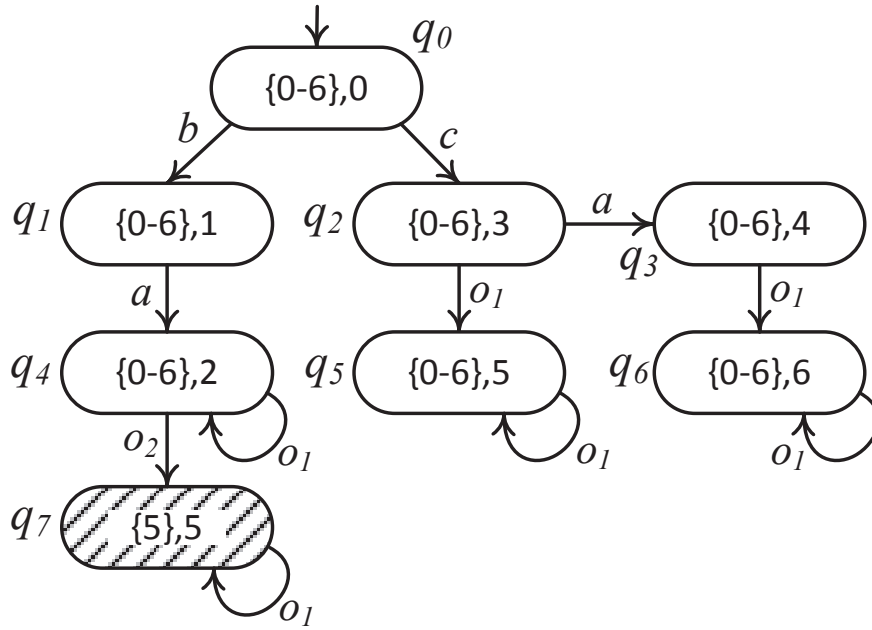 q0
{0-6},0
b
c
q1
{0-6},1
q2
{0-6},3
a
q3
{0-6},4
a
o1
o1
q4
{0-6},2
q5
{0-6},5
q6
{0-6},6
o2
o1
o1
o1
q7
{5},5
o1